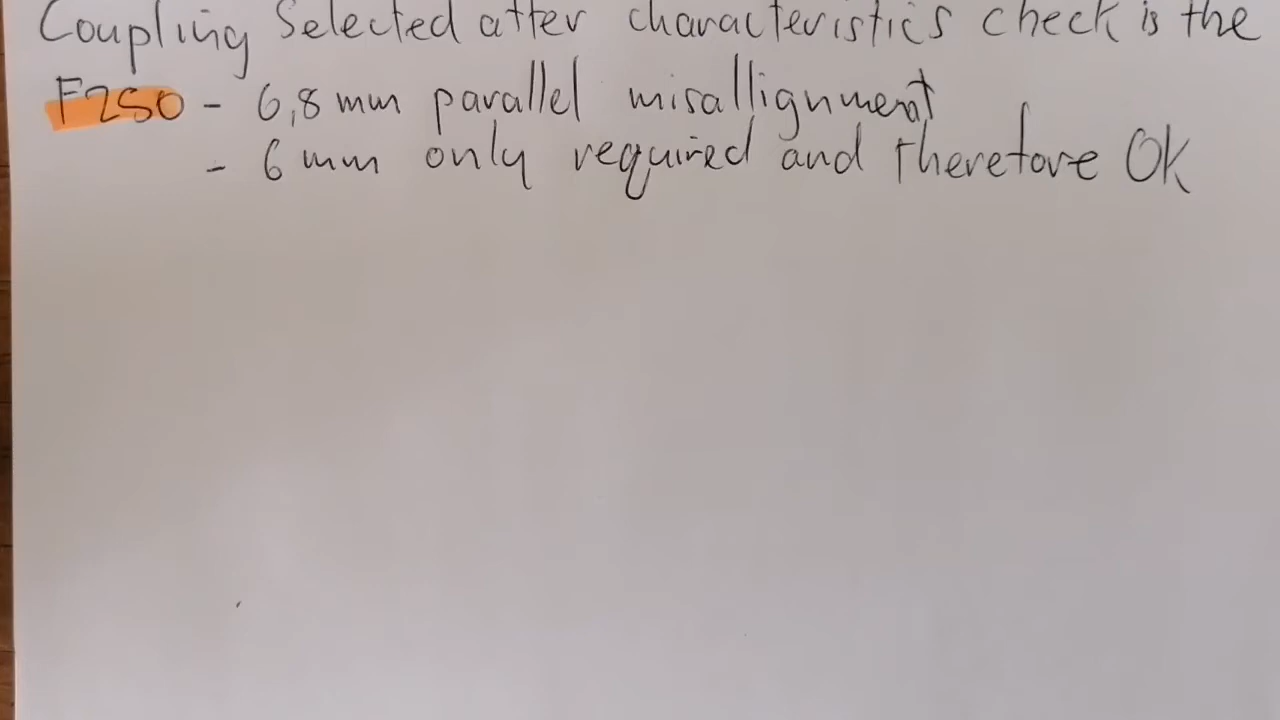 Coupling Selected after characteristics check is the
F250 - 6,8 mm parallel misallignment
- 6 mm only required and therefore OK